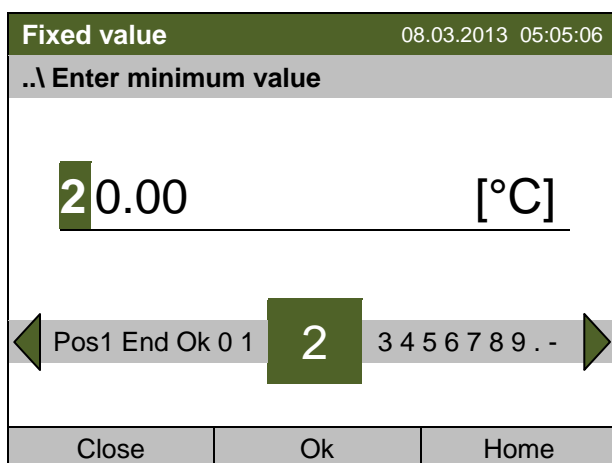 Fixed value 08.03.2013 05:05:06
..\ Enter minimum value
20.00 [°C]
Pos1 End Ok 0 1 2 3 4 5 6 7 8 9 . -
Close Ok Home